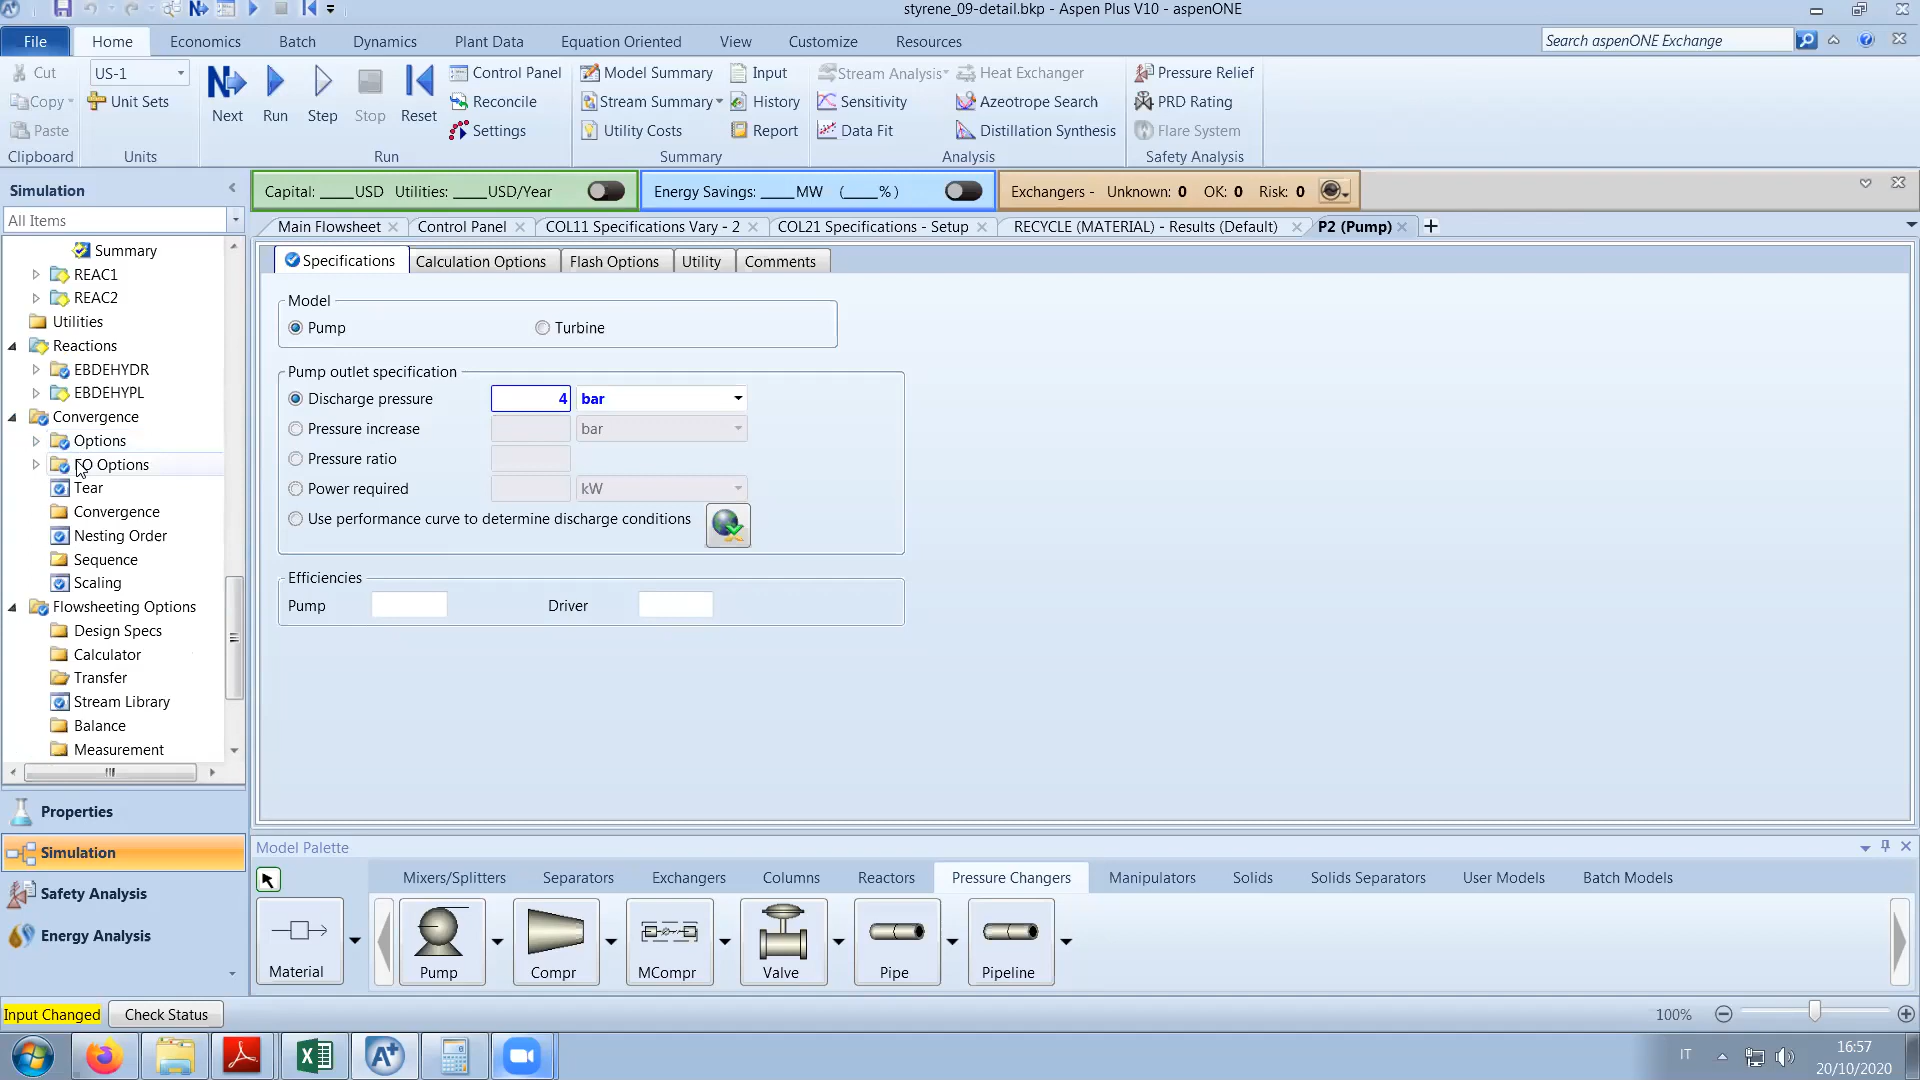 styrene_09-detail.bkp - Aspen Plus V10 - aspenONE
File Home Economics Batch Dynamics Plant Data Equation Oriented View Customize Resources Search aspenONE Exchange
Cut US-1 Control Panel Model Summary Input Stream Analysis Heat Exchanger Pressure Relief
Copy Unit Sets Reconcile Stream Summary History Sensitivity Azeotrope Search PRD Rating
Next Run Step Stop Reset
Paste Settings Utility Costs Report Data Fit Distillation Synthesis Flare System
Clipboard Units Run Summary Analysis Safety Analysis
Simulation
Capital: ____USD Utilities: ____USD/Year Energy Savings: ____MW (____%) Exchangers - Unknown: 0 OK: 0 Risk: 0
All Items
Main Flowsheet Control Panel COL11 Specifications Vary - 2 COL21 Specifications - Setup RECYCLE (MATERIAL) - Results (Default) P2 (Pump)
Summary
REAC1
REAC2
Utilities
Reactions
EBDEHYDR
EBDEHYPL
Convergence
Options
EO Options
Tear
Convergence
Nesting Order
Sequence
Scaling
Flowsheeting Options
Design Specs
Calculator
Transfer
Stream Library
Balance
Measurement
Specifications Calculation Options Flash Options Utility Comments
Model
Pump Turbine
Pump outlet specification
Discharge pressure 4 bar
Pressure increase bar
Pressure ratio
Power required kW
Use performance curve to determine discharge conditions
Efficiencies
Pump Driver
Properties
Simulation
Safety Analysis
Energy Analysis
Model Palette
Mixers/Splitters Separators Exchangers Columns Reactors Pressure Changers Manipulators Solids Solids Separators User Models Batch Models
Material Pump Compr MCompr Valve Pipe Pipeline
Input Changed Check Status 100%
IT 16:57
20/10/2020